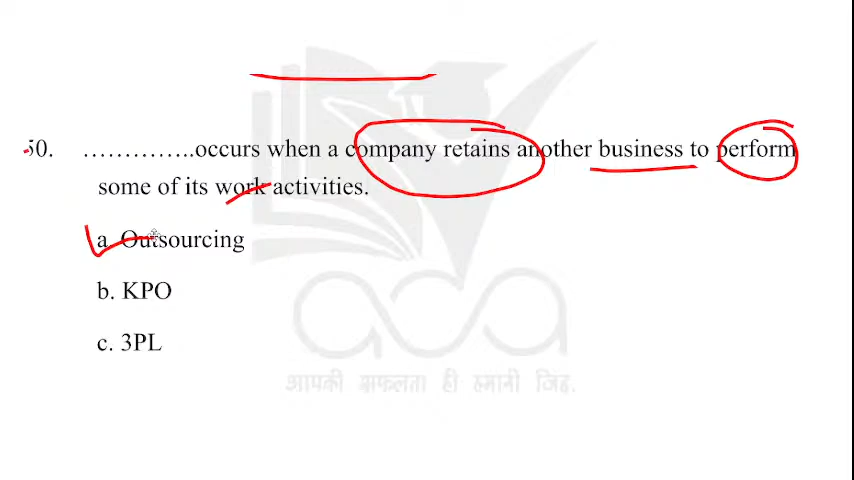 50. …………..occurs when a company retains another business to perform
some of its work activities.
a. Outsourcing
b. KPO
c. 3PL
ada
आपकी सफलता ही हमारी जिद.